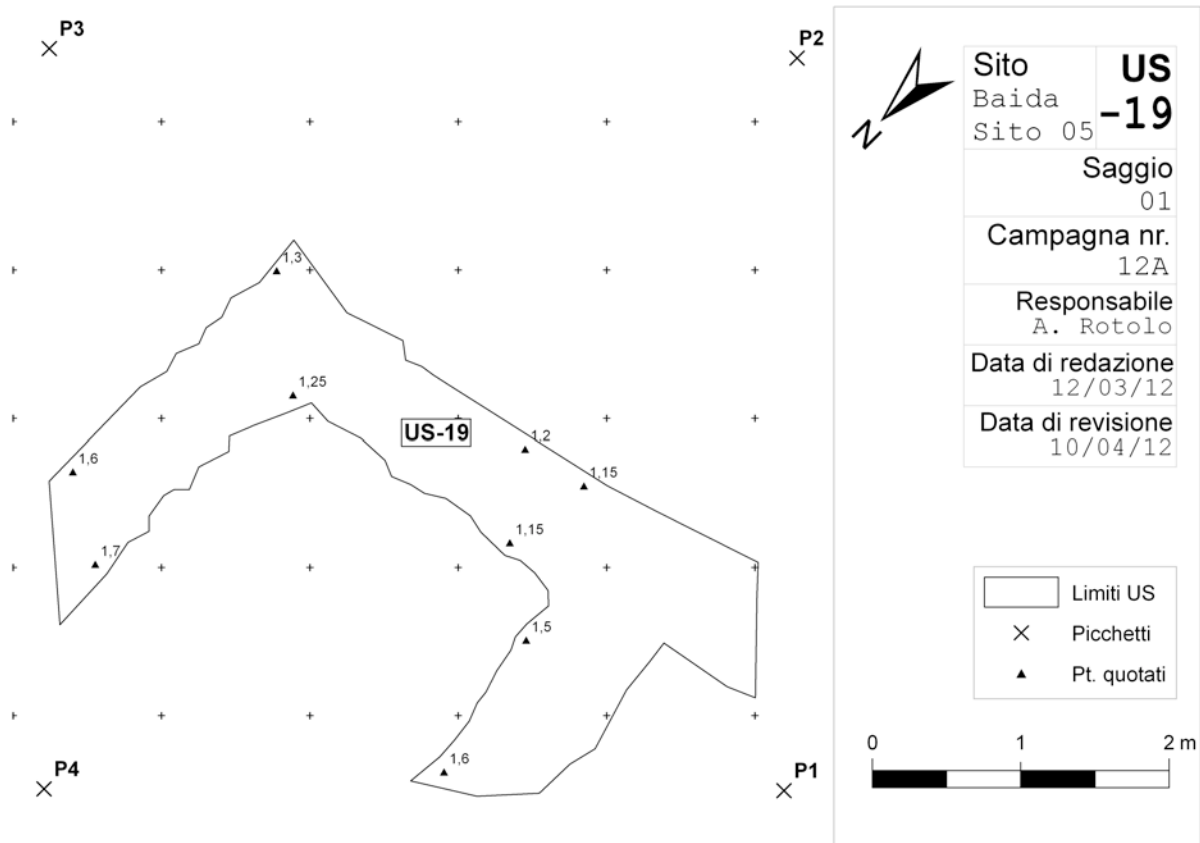 P3
P2
1,3
1,25
US-19
1,2
1,6
1,15
1,15
1,7
1,5
1,6
P4
P1
N
Sito
Baida
Sito 05
US
-19
Saggio
01
Campagna nr.
12A
Responsabile
A. Rotolo
Data di redazione
12/03/12
Data di revisione
10/04/12
Limiti US
Picchetti
Pt. quotati
0 1 2 m